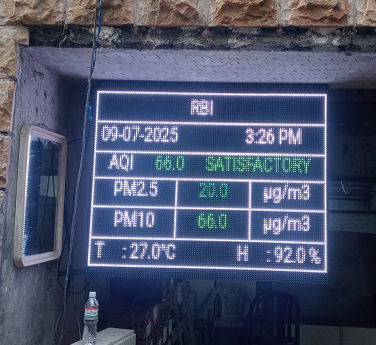 RBI
09-07-2025 3:26 PM
AQI 66.0 SATISFACTORY
PM2.5 20.0 µg/m3
PM10 66.0 µg/m3
T :27.0°C H :92.0%